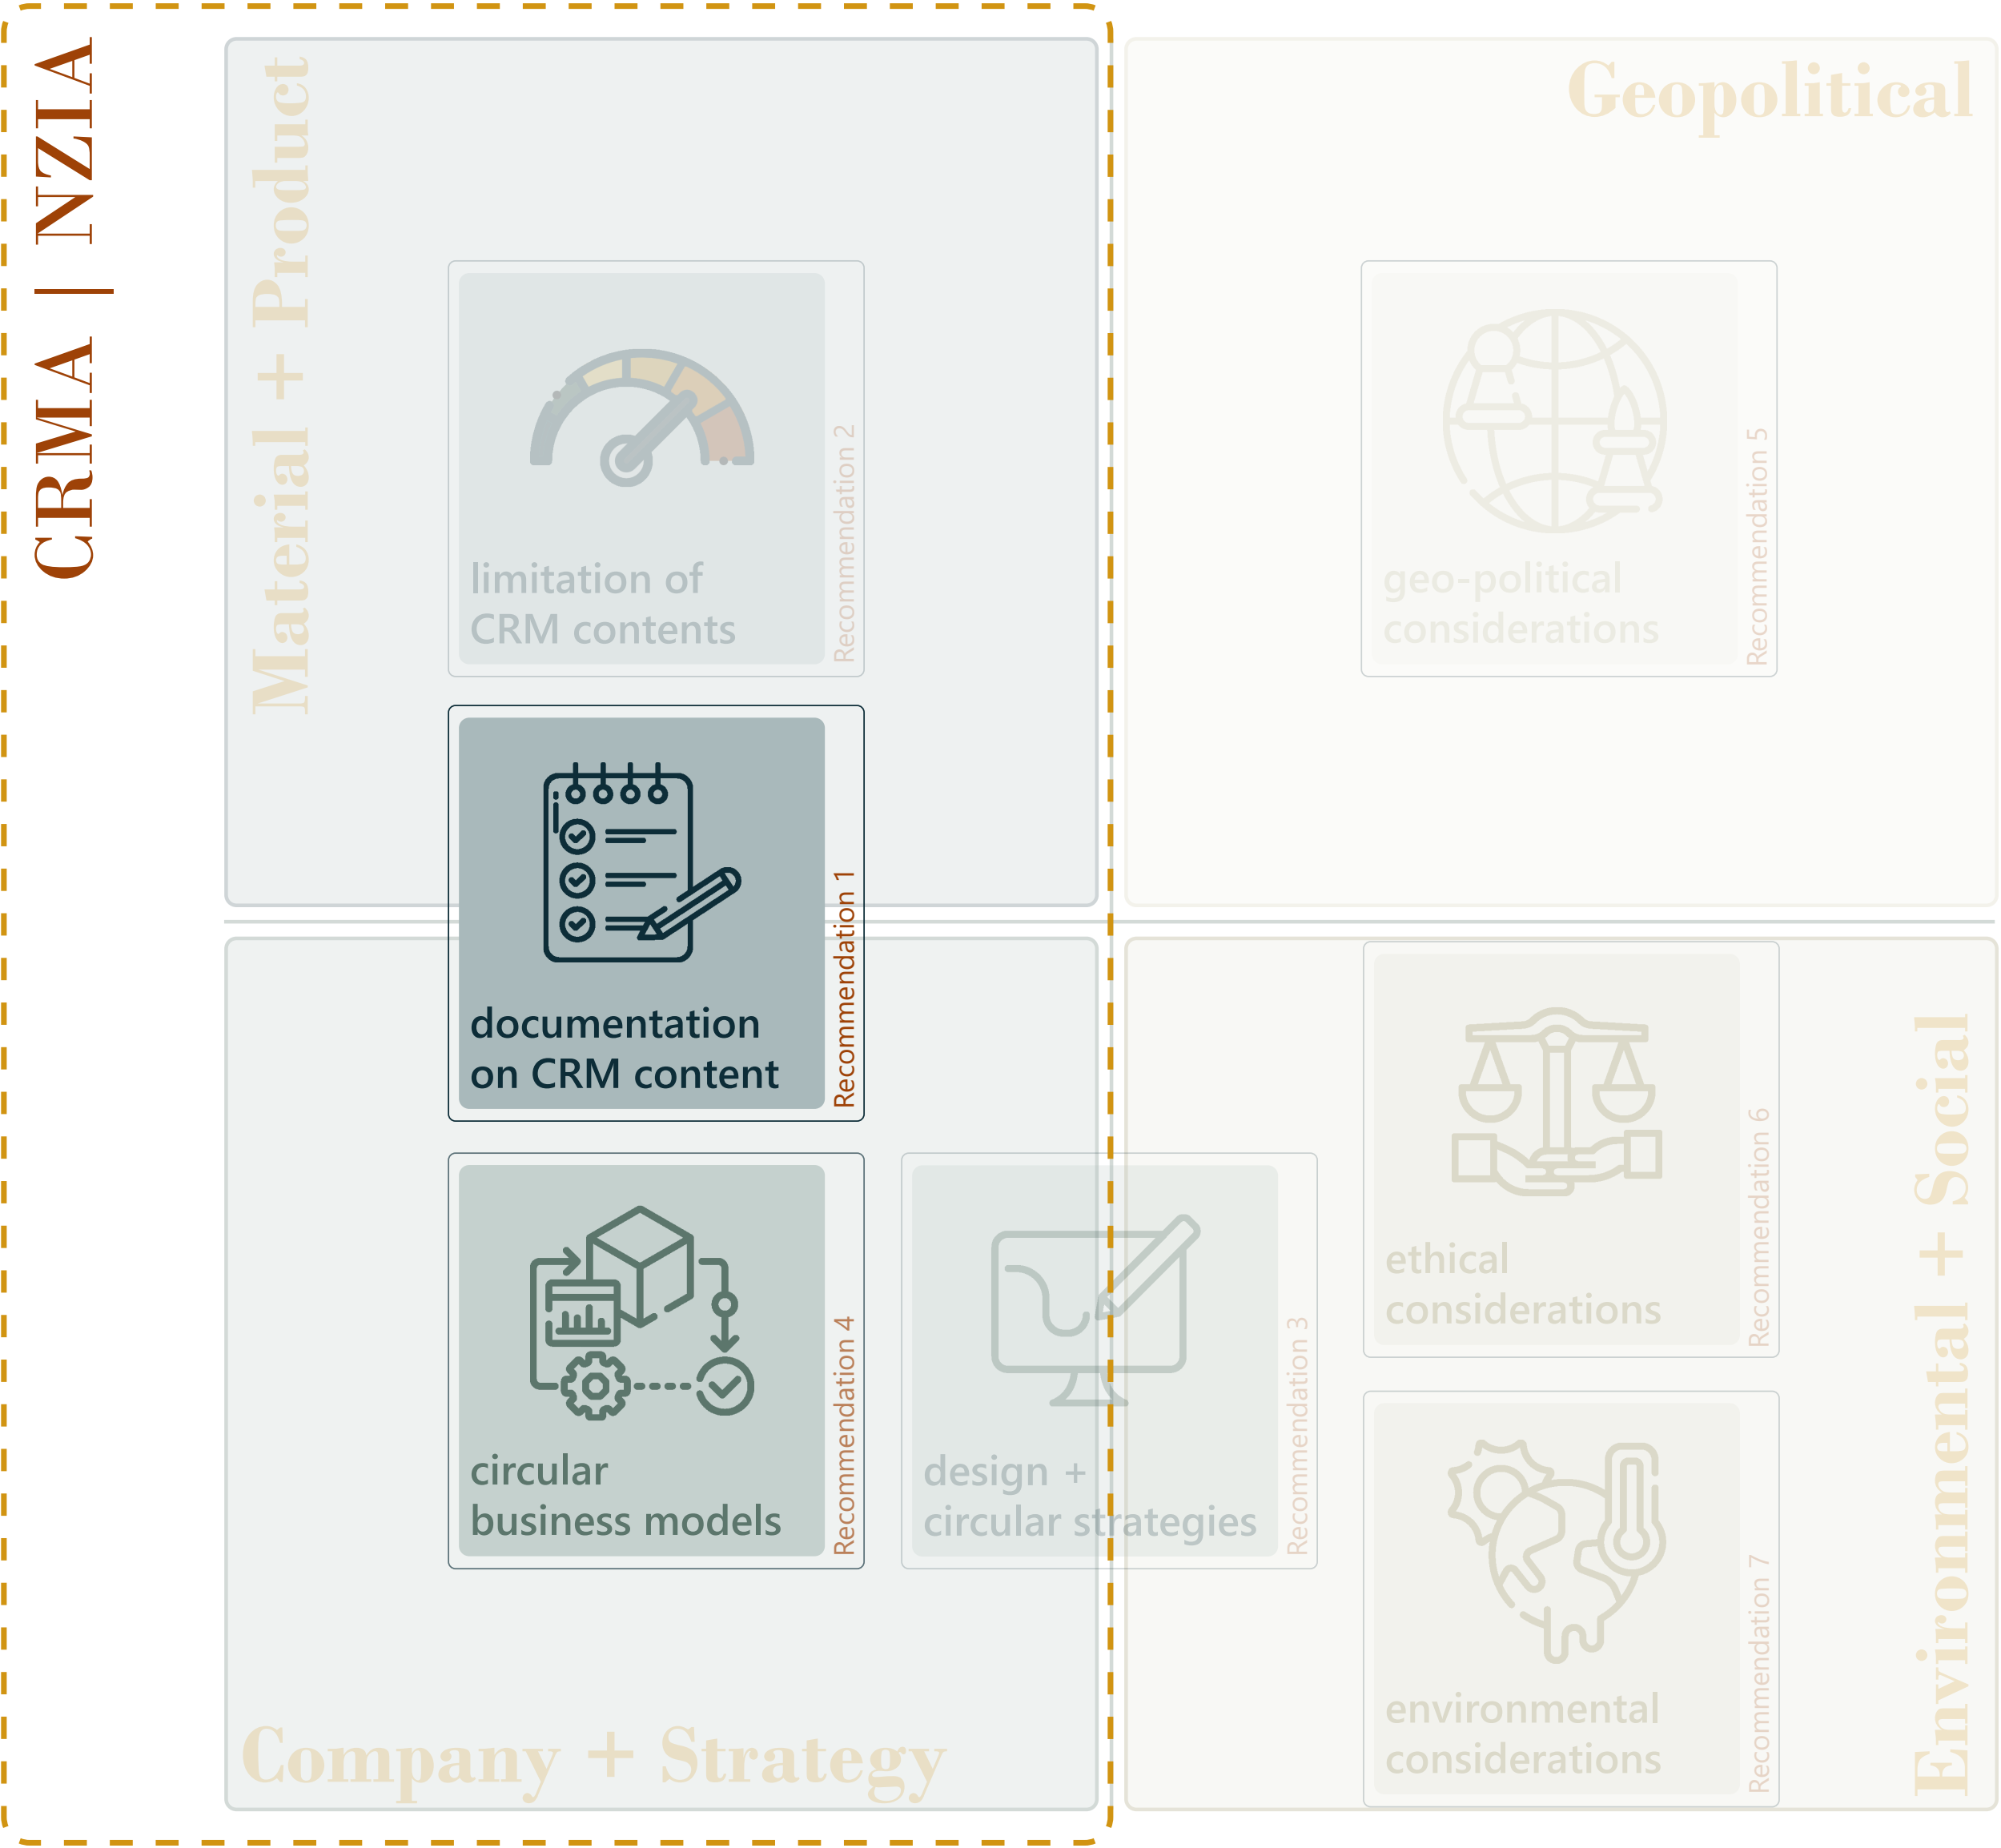 CRMA | NZIA
Material + Product
Geopolitical
limitation of
CRM contents
Recommendation 2
geo-political
considerations
Recommendation 5
documentation
on CRM content
Recommendation 1
circular
business models
Recommendation 4
design +
circular strategies
Recommendation 3
ethical
considerations
Recommendation 6
environmental
considerations
Recommendation 7
Company + Strategy
Environmental + Social